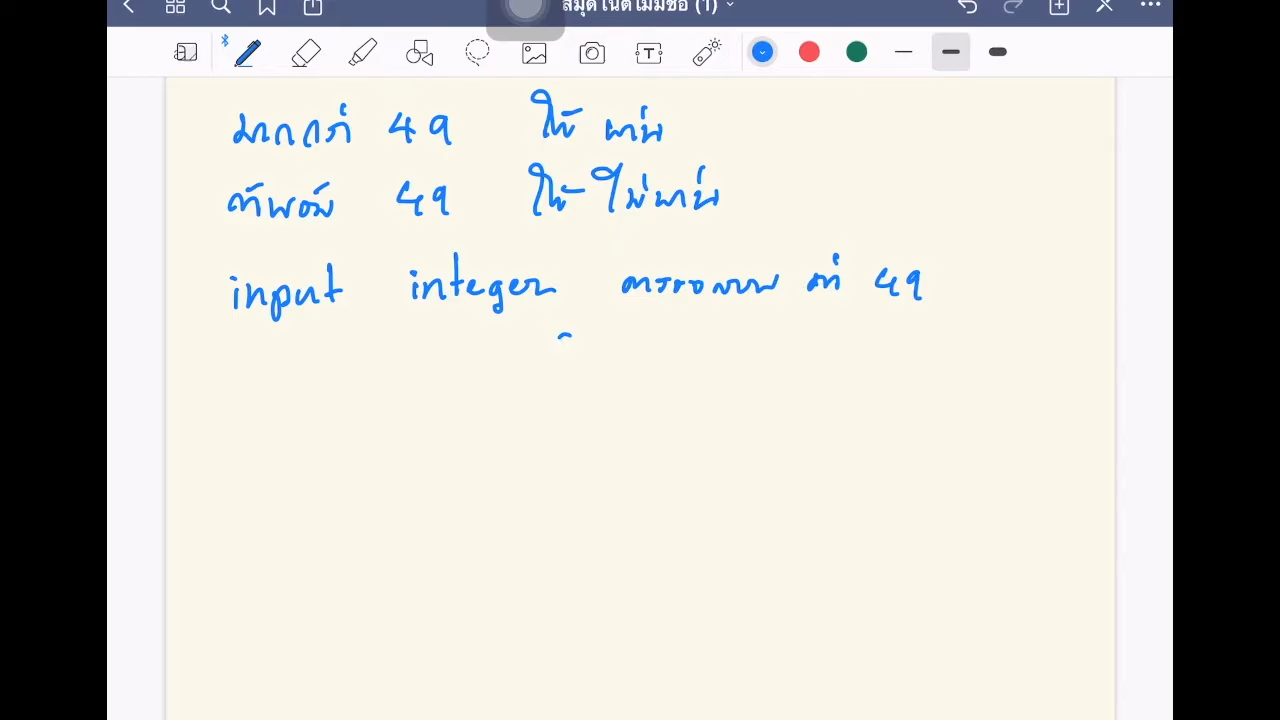 สมุดโน้ตไม่มีชื่อ (1)
มากกว่า 49 ให้ ผ่าน
ต่ำกว่า 49 ให้ ไม่ผ่าน
input integer ตรวจสอบ ค่า 49